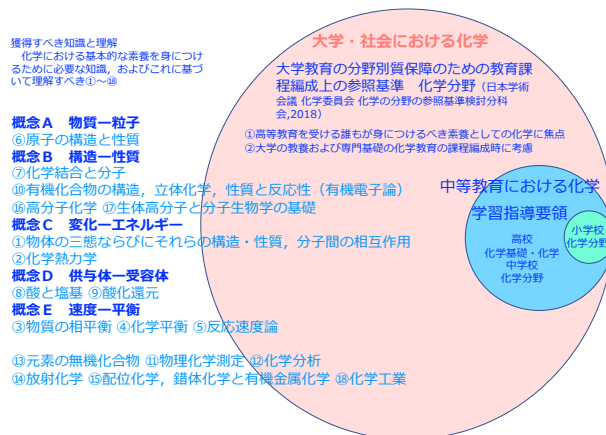 獲得すべき知識と理解
化学における基本的な素養を身につけ
るために必要な知識，およびこれに基づ
いて理解すべき①～⑱
概念Ａ　物質ー粒子
⑥原子の構造と性質
概念Ｂ　構造ー性質
⑦化学結合と分子
⑩有機化合物の構造，立体化学，性質と反応性（有機電子論）
⑯高分子化学 ⑰生体高分子と分子生物学の基礎
概念Ｃ　変化ーエネルギー
①物体の三態ならびにそれらの構造・性質，分子間の相互作用
②化学熱力学
概念Ｄ　供与体ー受容体
⑧酸と塩基 ⑨酸化還元
概念Ｅ　速度ー平衡
③物質の相平衡 ④化学平衡 ⑤反応速度論
⑬元素の無機化合物 ⑪物理化学測定 ⑫化学分析
⑭放射化学 ⑮配位化学，錯体化学と有機金属化学 ⑱化学工業
大学・社会における化学
大学教育の分野別質保障のための教育課
程編成上の参照基準　化学分野（日本学術
会議 化学委員会 化学の分野の参照基準検討分科
会,2018）
①高等教育を受ける誰もが身につけるべき素養としての化学に焦点
②大学の教養および専門基礎の化学教育の課程編成時に考慮
中等教育における化学
学習指導要領
高校
化学基礎・化学
中学校
化学分野
小学校
化学分野